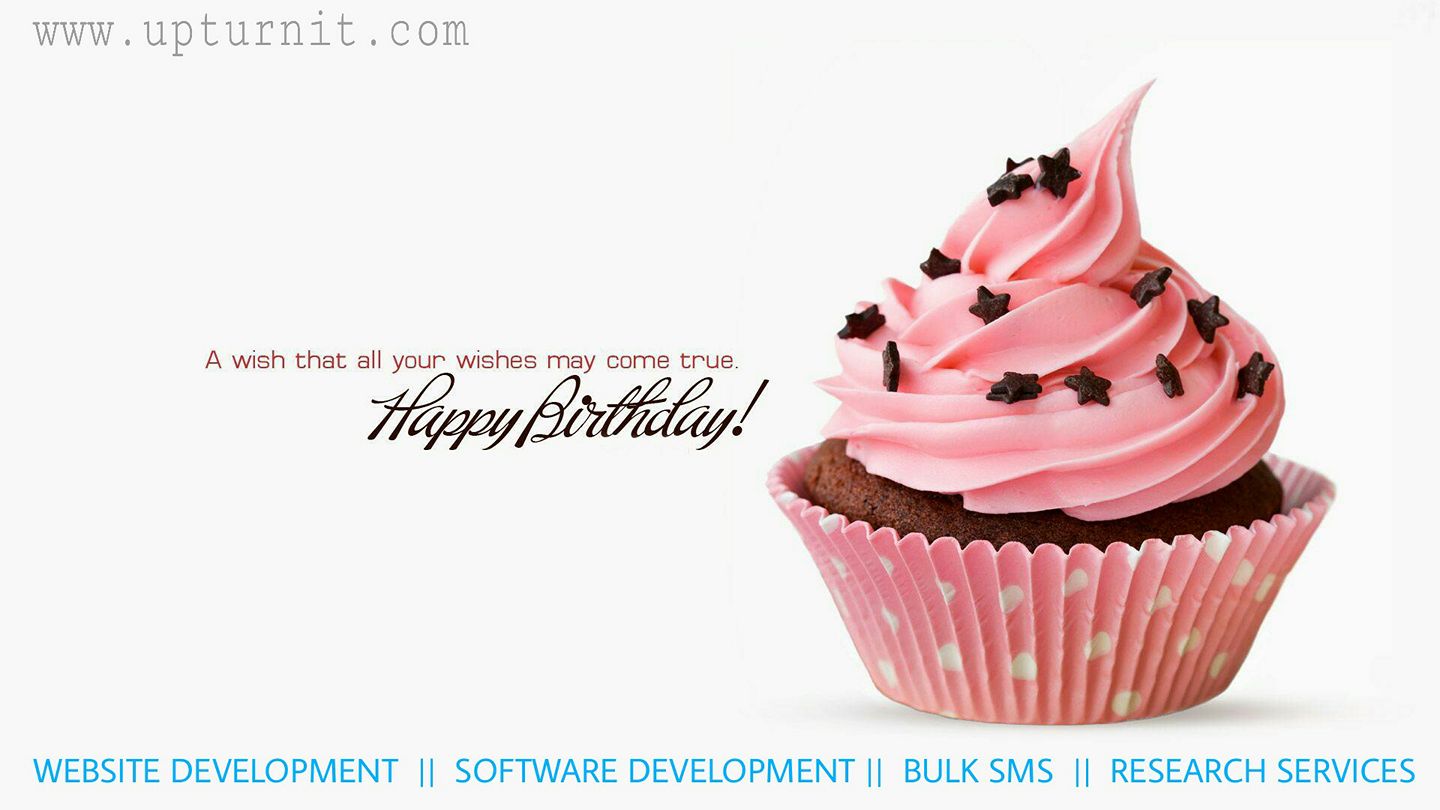 www.upturnit.com
A wish that all your wishes may come true.
Happy Birthday!
WEBSITE DEVELOPMENT || SOFTWARE DEVELOPMENT || BULK SMS || RESEARCH SERVICES